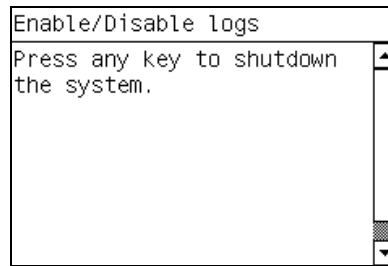 Enable/Disable logs
Press any key to shutdown
the system.